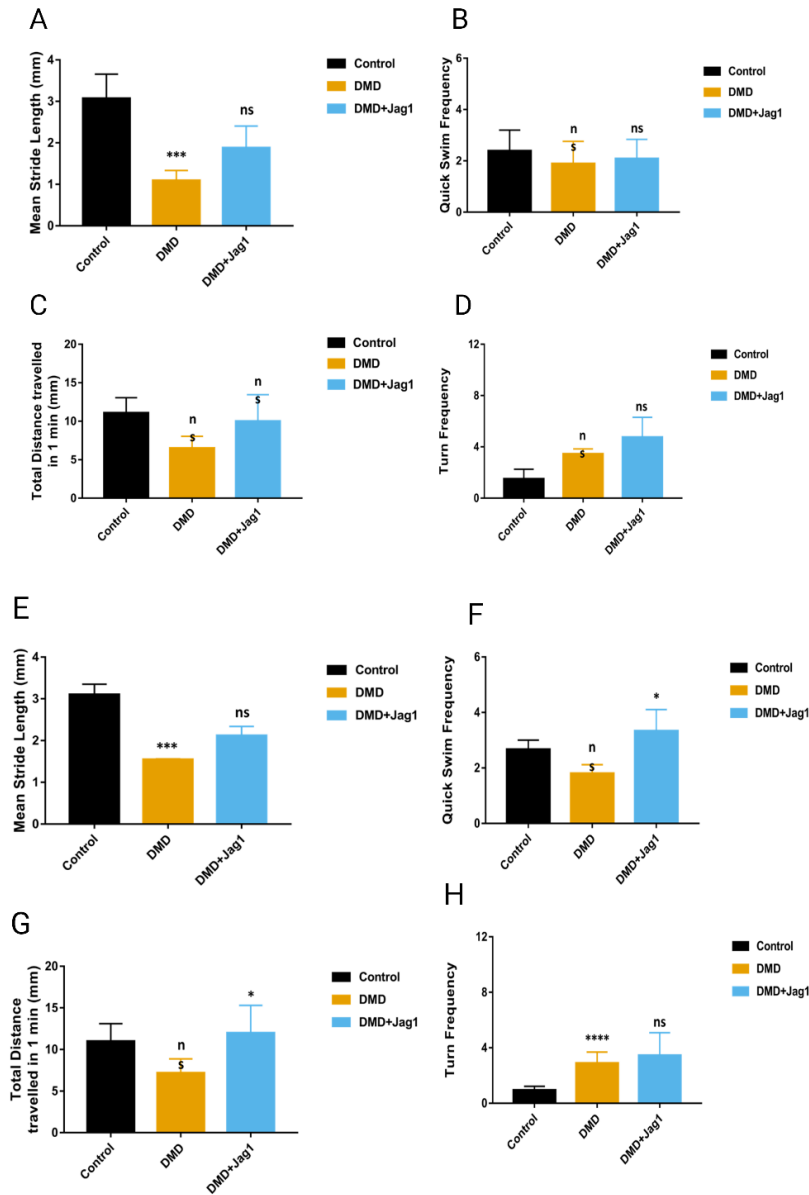 A
Mean Stride Length (mm)
4
3
2
1
0
***
ns
Control
DMD
DMD+Jag1
Control
DMD
DMD+Jag1
B
Quick Swim Frequency
6
4
2
0
n
s
ns
Control
DMD
DMD+Jag1
Control
DMD
DMD+Jag1
C
Total Distance travelled
in 1 min (mm)
20
15
10
5
0
n
s
n
s
Control
DMD
DMD+Jag1
Control
DMD
DMD+Jag1
D
Turn Frequency
12
8
4
0
n
s
ns
Control
DMD
DMD+Jag1
Control
DMD
DMD+Jag1
E
Mean Stride Length (mm)
4
3
2
1
0
***
ns
Control
DMD
DMD+Jag1
Control
DMD
DMD+Jag1
F
Quick Swim Frequency
6
4
2
0
n
s
*
Control
DMD
DMD+Jag1
Control
DMD
DMD+Jag1
G
Total Distance
travelled in 1 min (mm)
20
15
10
5
0
n
s
*
Control
DMD
DMD+Jag1
Control
DMD
DMD+Jag1
H
Turn Frequency
12
8
4
0
****
ns
Control
DMD
DMD+Jag1
Control
DMD
DMD+Jag1